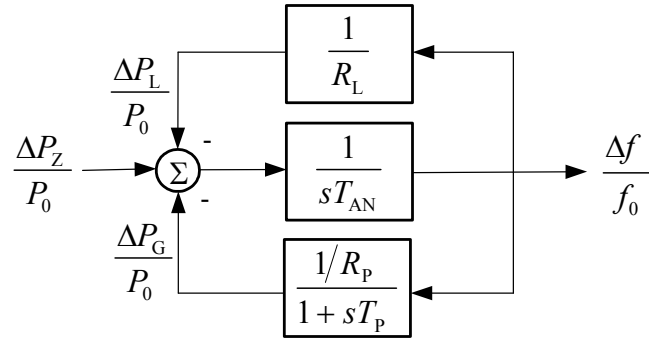 1/R_L
ΔP_L/P_0
-
ΔP_Z/P_0
Σ
1/sT_AN
Δf/f_0
-
ΔP_G/P_0
1/R_P/1 + sT_P